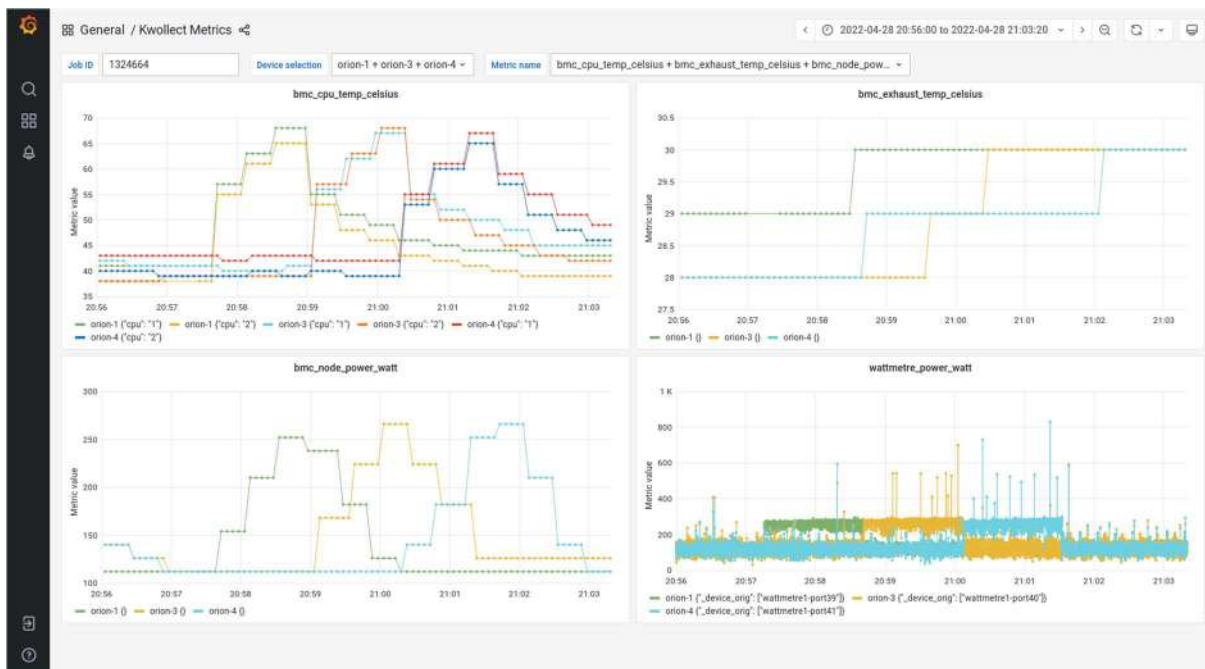 General / Kwollect Metrics
2022-04-28 20:56:00 to 2022-04-28 21:03:20
Job ID 1324664 Device selection orion-1 + orion-3 + orion-4 Metric name bmc_cpu_temp_celsius + bmc_exhaust_temp_celsius + bmc_node_pow...
bmc_cpu_temp_celsius
Metric value
70
65
60
55
50
45
40
35
20:56 20:57 20:58 20:59 21:00 21:01 21:02 21:03
orion-1 {"cpu": "1"} orion-1 {"cpu": "2"} orion-3 {"cpu": "1"} orion-3 {"cpu": "2"} orion-4 {"cpu": "1"}
orion-4 {"cpu": "2"}
bmc_exhaust_temp_celsius
Metric value
30.5
30
29.5
29
28.5
28
27.5
20:56 20:57 20:58 20:59 21:00 21:01 21:02 21:03
orion-1 {} orion-3 {} orion-4 {}
bmc_node_power_watt
Metric value
300
250
200
150
100
20:56 20:57 20:58 20:59 21:00 21:01 21:02 21:03
orion-1 {} orion-3 {} orion-4 {}
wattmetre_power_watt
Metric value
1 K
800
600
400
200
0
20:56 20:57 20:58 20:59 21:00 21:01 21:02 21:03
orion-1 {"_device_orig": ["wattmetre1-port39"]} orion-3 {"_device_orig": ["wattmetre1-port40"]}
orion-4 {"_device_orig": ["wattmetre1-port41"]}